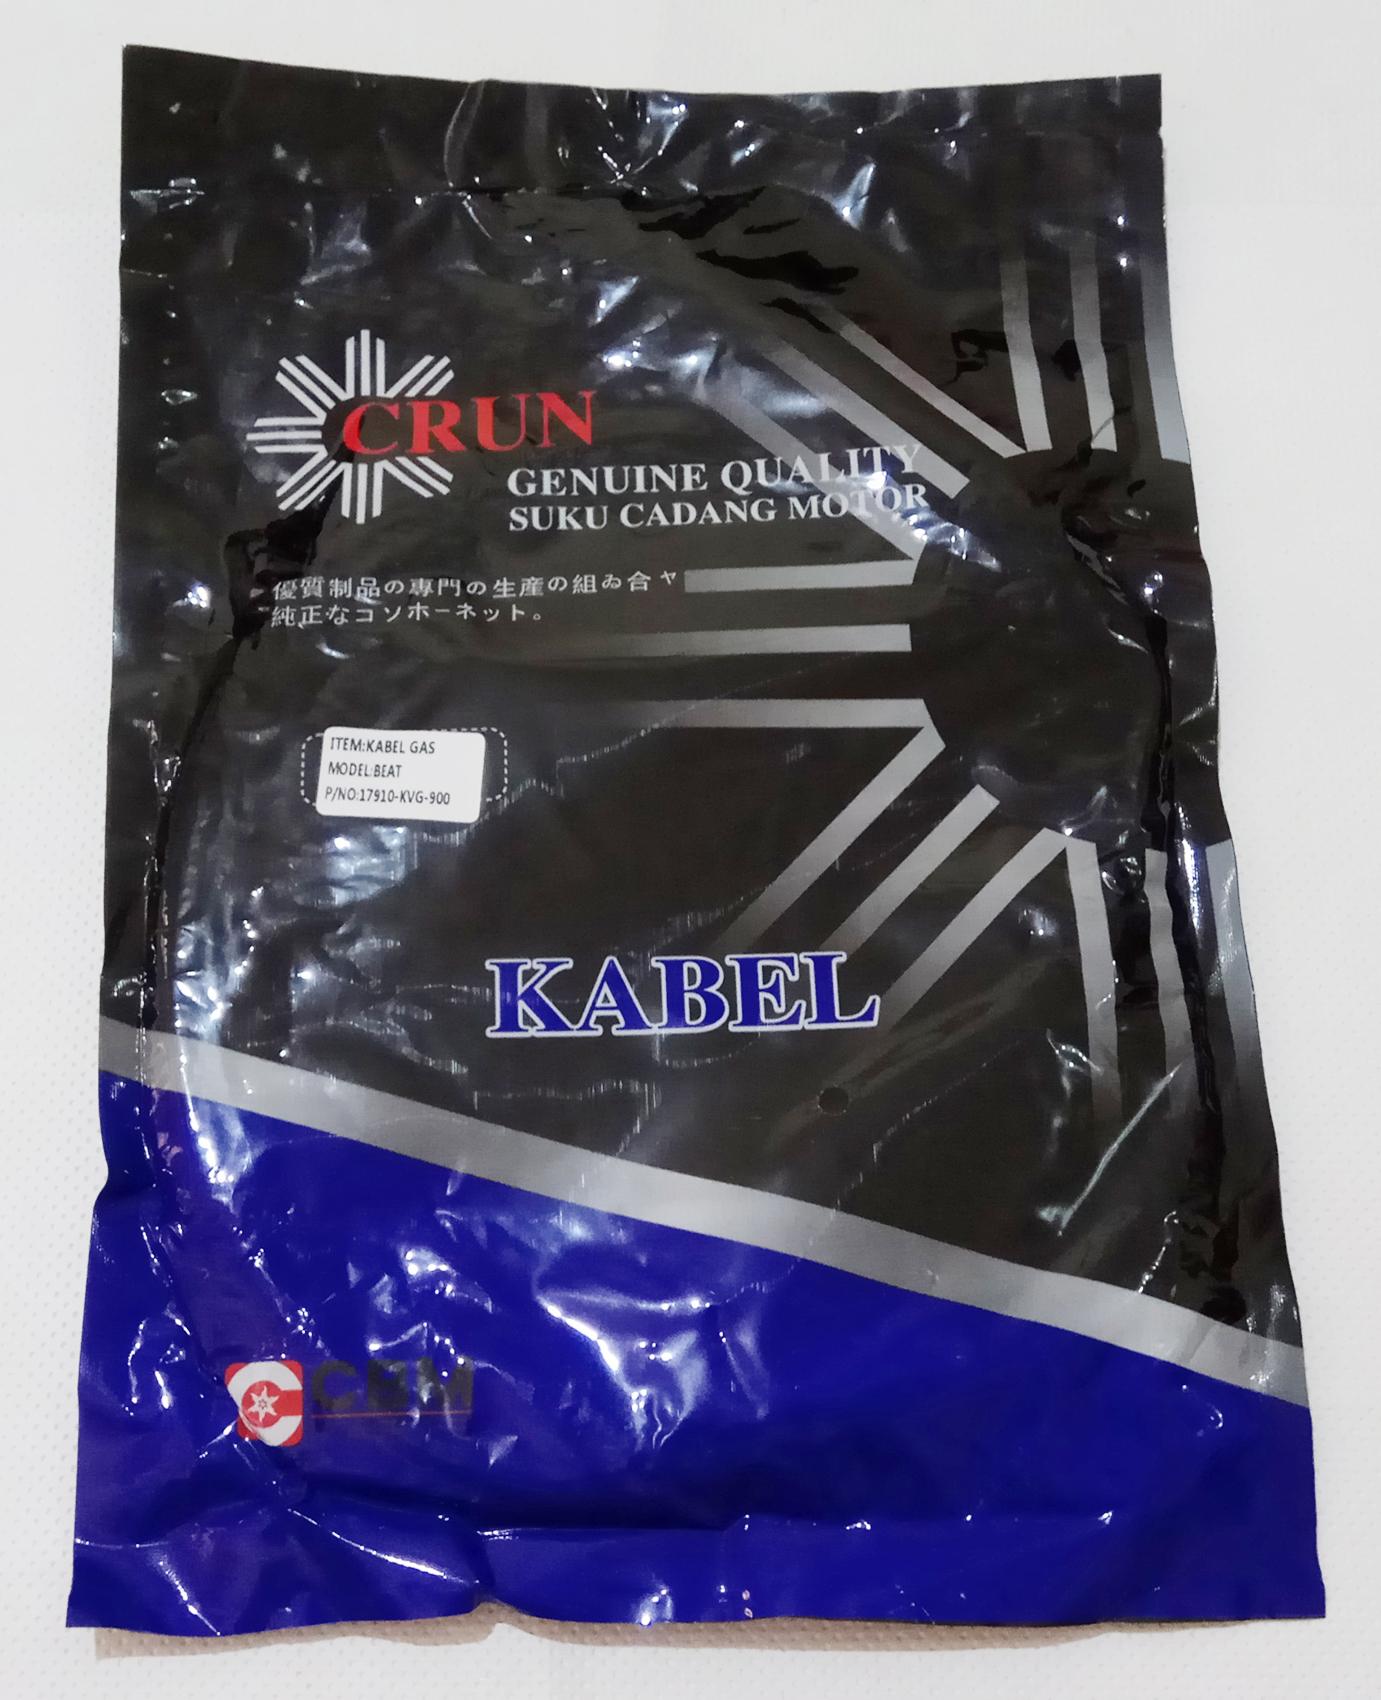 CRUN
GENUINE QUALITY
SUKU CADANG MOTOR
優質制品の専門の生産の組ゐ合ャ
純正なコソホーネット。
ITEM:KABEL GAS
MODEL:BEAT
P/NO:17910-KVG-900
KABEL
CBM